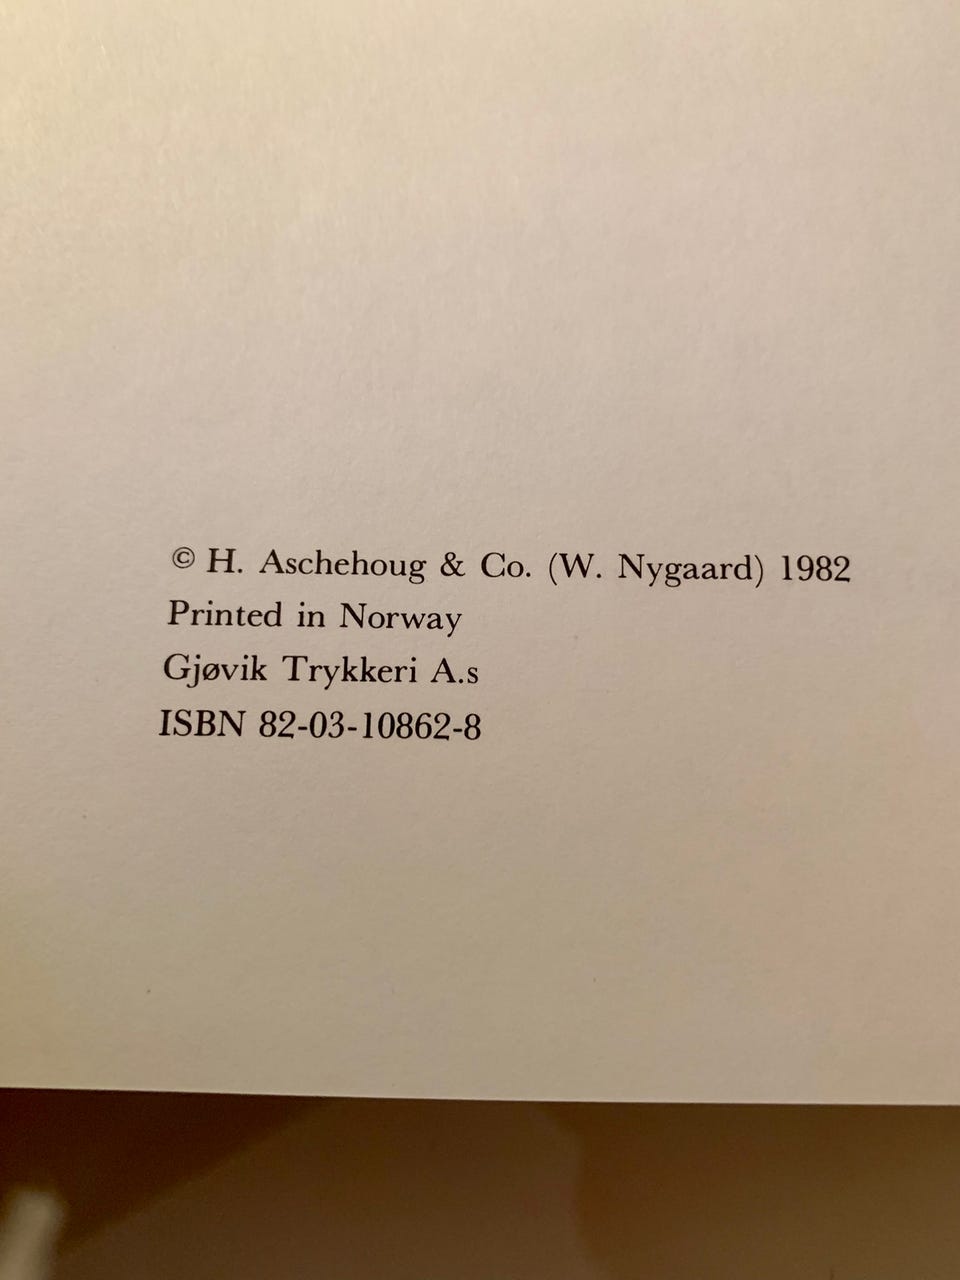 © H. Aschehoug & Co. (W. Nygaard) 1982
Printed in Norway
Gjøvik Trykkeri A.s
ISBN 82-03-10862-8